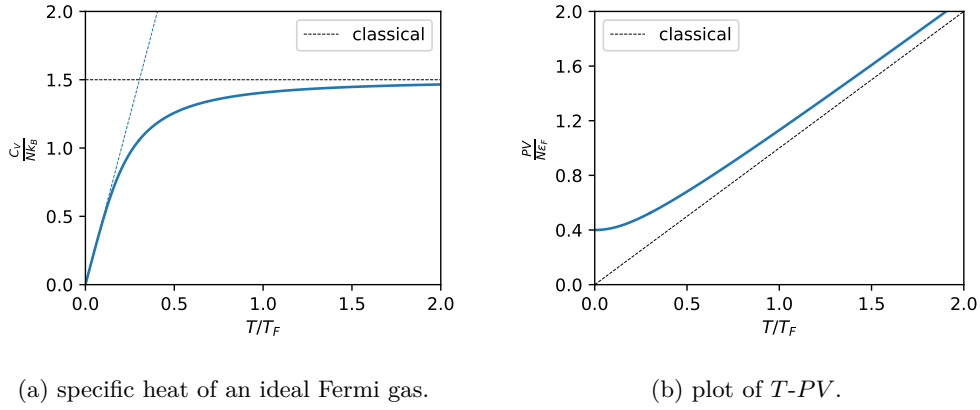 2.0
1.5
1.0
0.5
0.0
C_V
Nk_B
classical
0.0 0.5 1.0 1.5 2.0
T/T_F
(a) specific heat of an ideal Fermi gas.
2.0
1.6
1.2
0.8
0.4
0.0
PV
Nε_F
classical
0.0 0.5 1.0 1.5 2.0
T/T_F
(b) plot of T-PV.